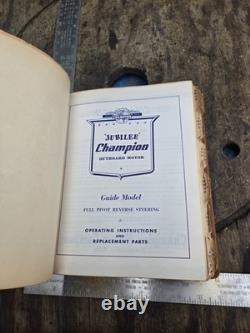 "JUBILEE"
Champion
OUTBOARD MOTOR
Guide Model
FULL PIVOT REVERSE STEERING
OPERATING INSTRUCTIONS
AND
REPLACEMENT PARTS